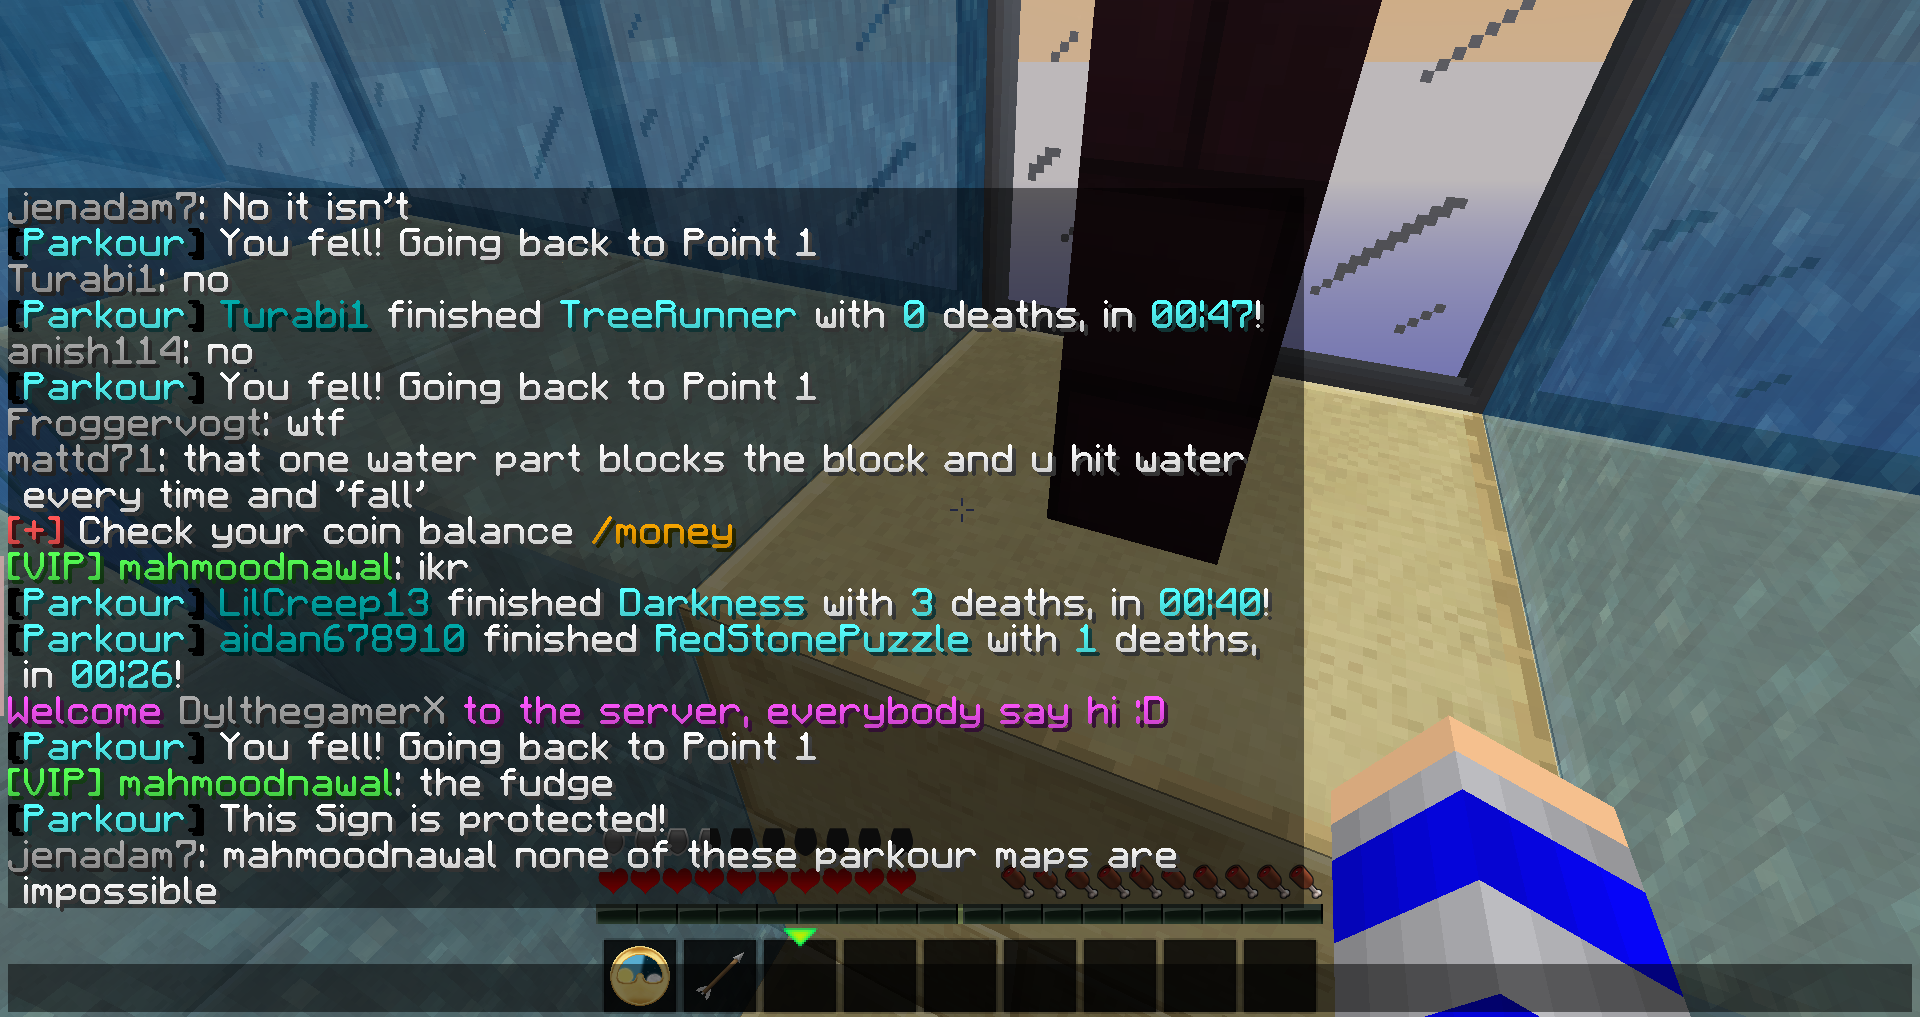 jenadam7: No it isn't
[Parkour] You fell! Going back to Point 1
Turabi1: no
[Parkour] Turabi1 finished TreeRunner with 0 deaths, in 00:47!
anish114: no
[Parkour] You fell! Going back to Point 1
Froggervogt: wtf
mattd71: that one water part blocks the block and u hit water
every time and 'fall'
[+] Check your coin balance /money
[VIP] mahmoodnawal: ikr
[Parkour] LilCreep13 finished Darkness with 3 deaths, in 00:40!
[Parkour] aidan678910 finished RedStonePuzzle with 1 deaths,
in 00:26!
Welcome DylthegamerX to the server, everybody say hi :D
[Parkour] You fell! Going back to Point 1
[VIP] mahmoodnawal: the fudge
[Parkour] This Sign is protected!
jenadam7: mahmoodnawal none of these parkour maps are
impossible